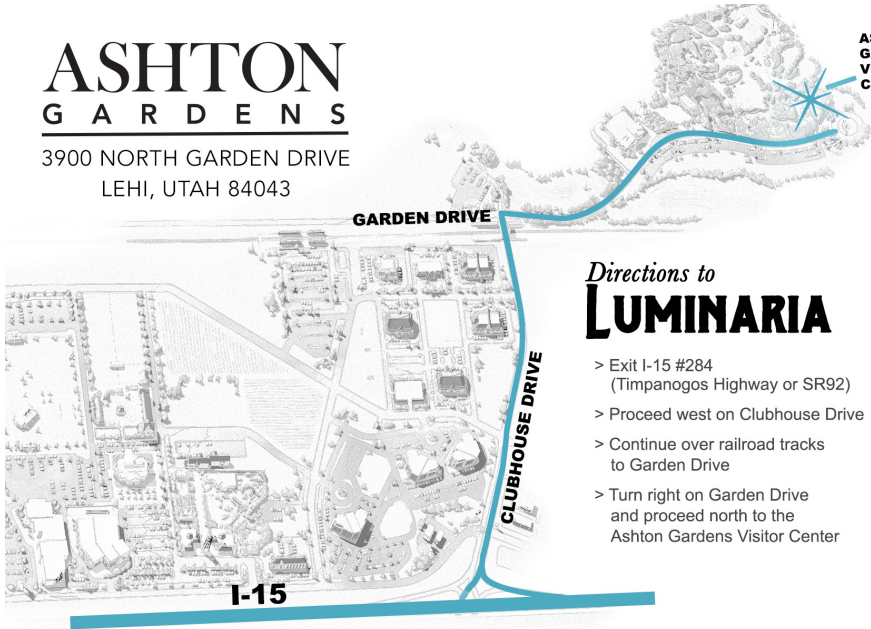 ASHTON
GARDENS
3900 NORTH GARDEN DRIVE
LEHI, UTAH 84043
GARDEN DRIVE
Directions to
LUMINARIA
> Exit I-15 #284
(Timpanogos Highway or SR92)
> Proceed west on Clubhouse Drive
> Continue over railroad tracks
to Garden Drive
> Turn right on Garden Drive
and proceed north to the
Ashton Gardens Visitor Center
CLUBHOUSE DRIVE
I-15